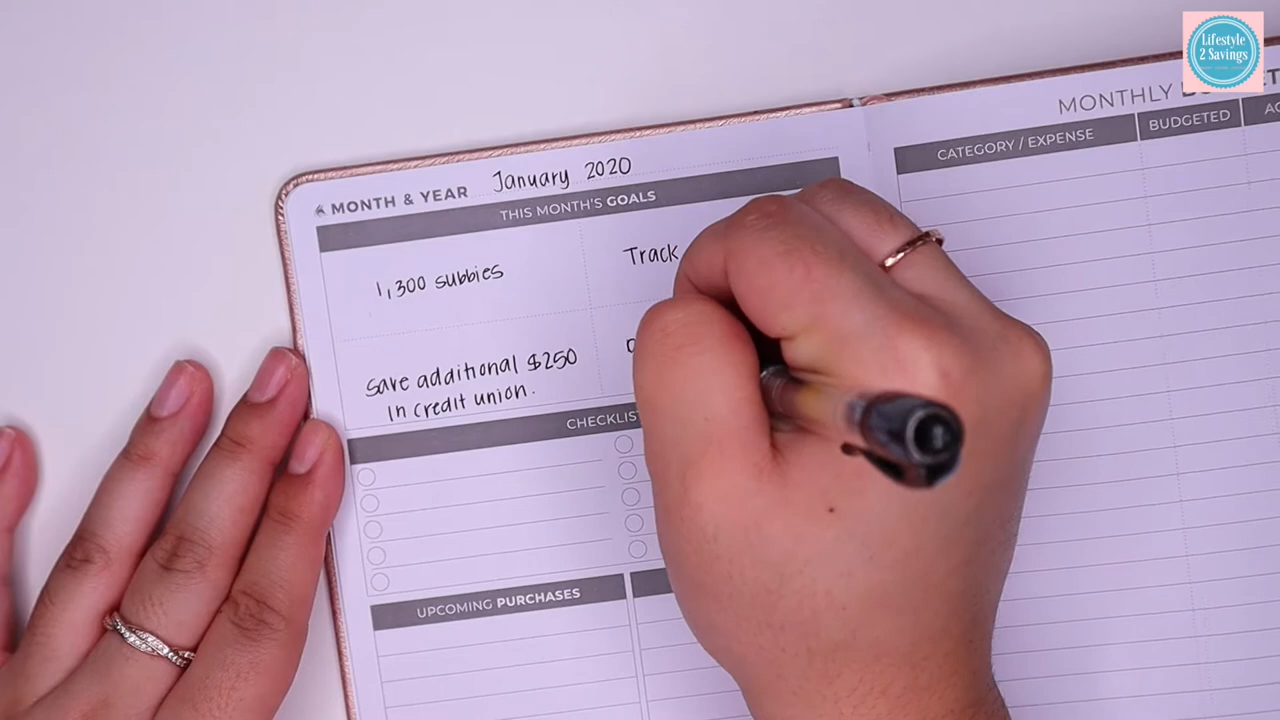 Lifestyle
2 Savings
MONTHLY
MONTH & YEAR January 2020
THIS MONTH'S GOALS
CATEGORY / EXPENSE BUDGETED
1,300 subbies
Track
save additional $250
in credit union.
CHECKLIST
UPCOMING PURCHASES